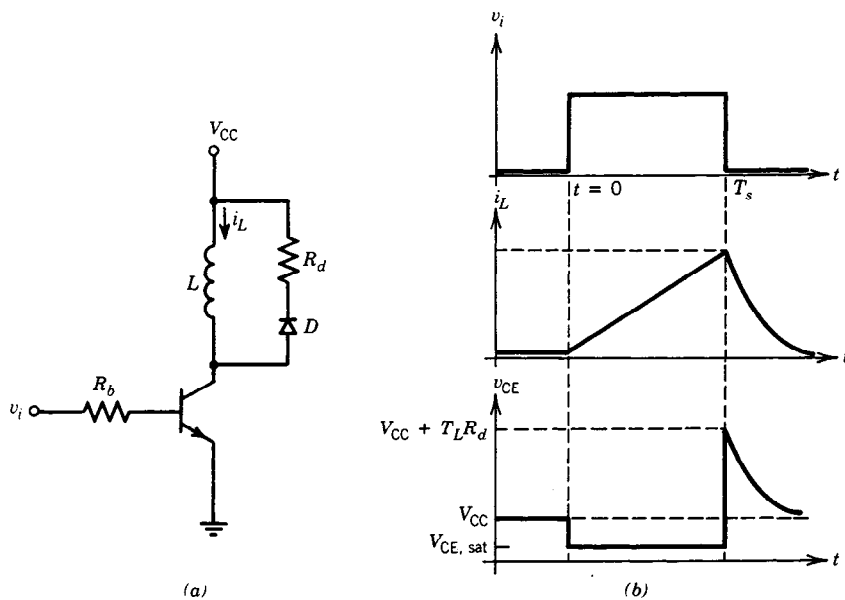 V_CC
i_L
R_d
L
D
R_b
v_i
(a)
v_i
t
t = 0
T_s
i_L
t
v_CE
V_CC + T_L R_d
V_CC
V_CE, sat
t
(b)